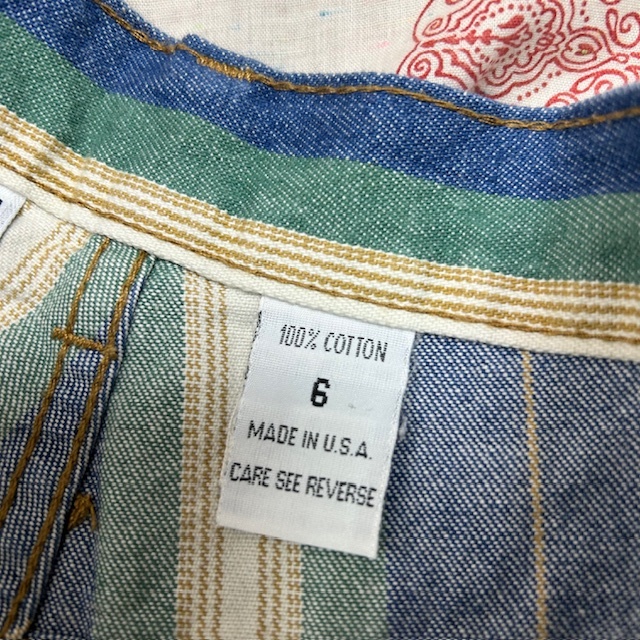 100% COTTON
6
MADE IN U.S.A.
CARE SEE REVERSE